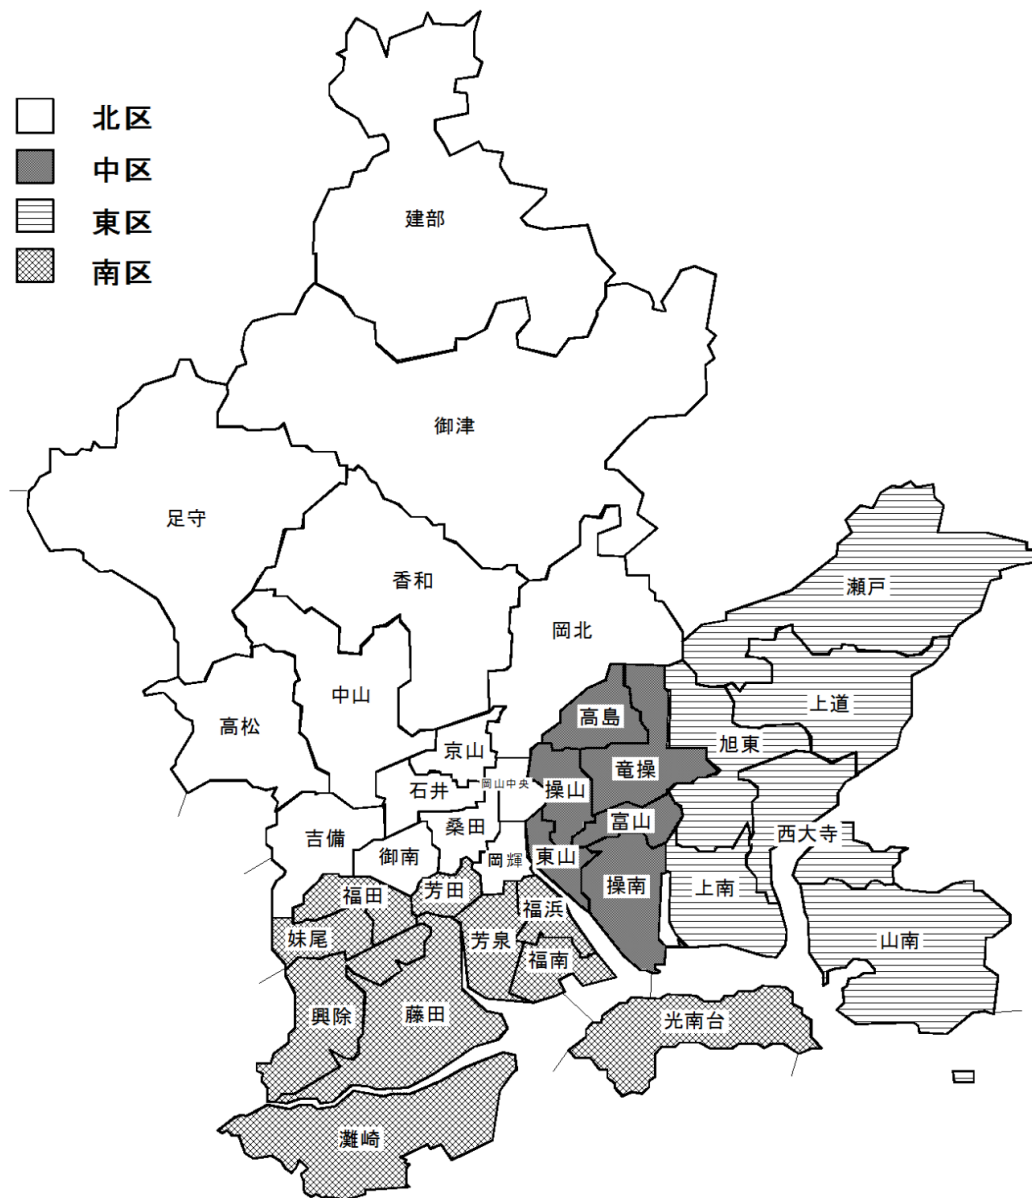 北区
中区
東区
南区
建部
御津
足守
香和
瀬戸
岡北
中山
上道
高島
高松
旭東
京山
竜操
岡山中央
石井
操山
富山
桑田
西大寺
吉備
御南
岡輝
東山
操南
上南
芳田
福田
福浜
妹尾
芳泉
山南
福南
興除
藤田
光南台
灘崎